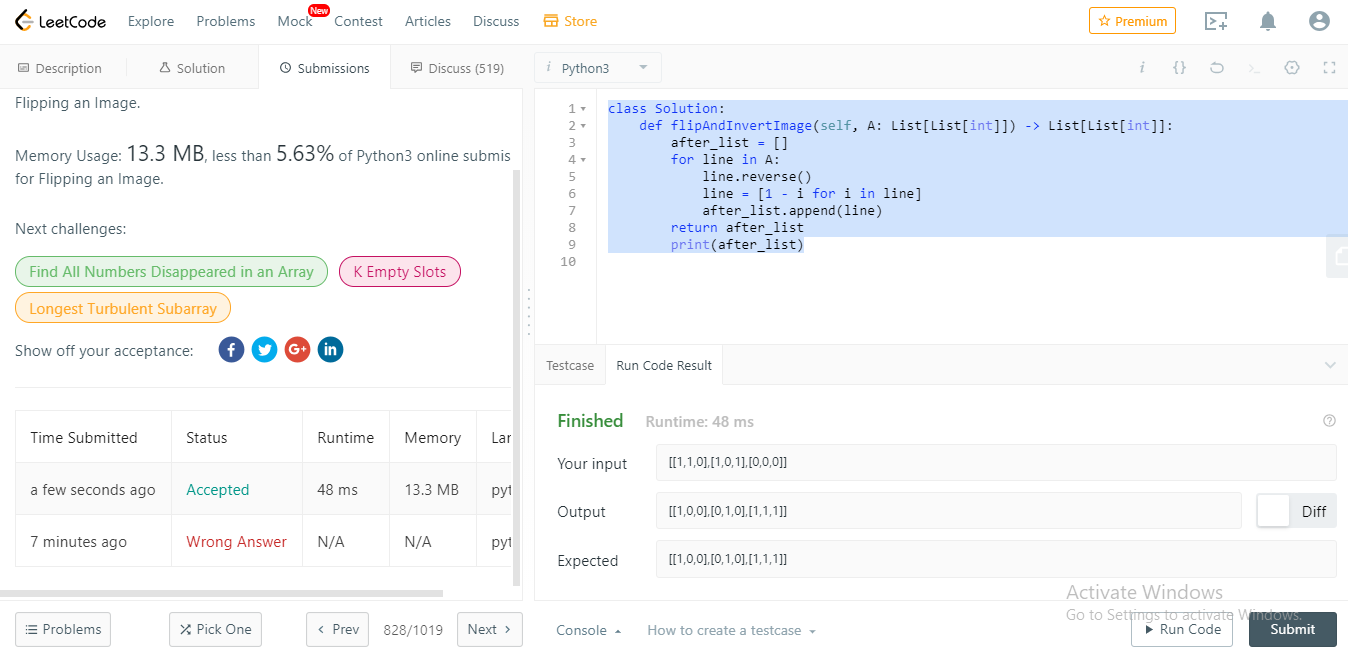 LeetCode Explore Problems Mock New Contest Articles Discuss Store Premium
Description Solution Submissions Discuss (519)
Flipping an Image.
Memory Usage: 13.3 MB, less than 5.63% of Python3 online submis
for Flipping an Image.
Next challenges:
Find All Numbers Disappeared in an Array K Empty Slots
Longest Turbulent Subarray
Show off your acceptance: f G+ in
Time Submitted Status Runtime Memory Lar
a few seconds ago Accepted 48 ms 13.3 MB pyt
7 minutes ago Wrong Answer N/A N/A pyt
Problems Pick One Prev 828/1019 Next
i Python3 i {}
1 class Solution:
2 def flipAndInvertImage(self, A: List[List[int]]) -> List[List[int]]:
3 after_list = []
4 for line in A:
5 line.reverse()
6 line = [1 - i for i in line]
7 after_list.append(line)
8 return after_list
9 print(after_list)
10
Testcase Run Code Result
Finished Runtime: 48 ms
Your input [[1,1,0],[1,0,1],[0,0,0]]
Output [[1,0,0],[0,1,0],[1,1,1]] Diff
Expected [[1,0,0],[0,1,0],[1,1,1]]
Activate Windows
Go to Settings to activate Windows.
Console How to create a testcase Run Code Submit